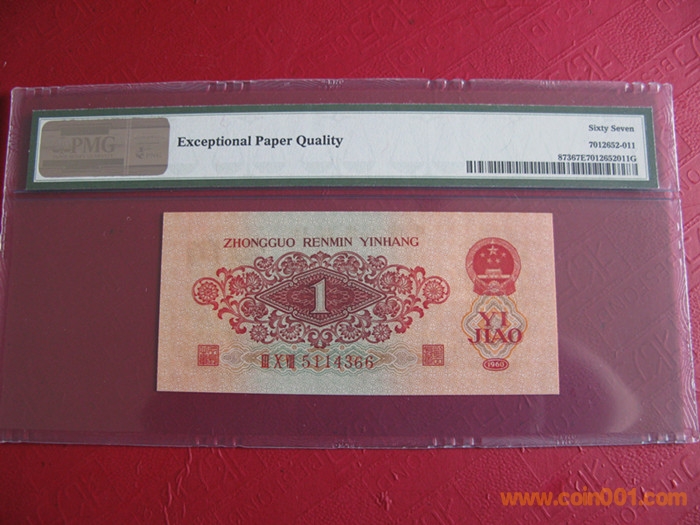 PMG
Exceptional Paper Quality
Sixty Seven
7012652-011
87367E7012652011G
ZHONGGUO RENMIN YINHANG
1
YI
JIAO
III X VIII 5114366
1960
www.coin001.com